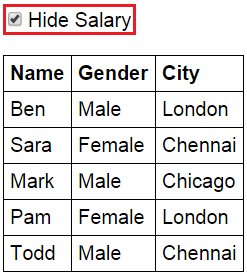 Hide Salary
Name Gender City
Ben Male London
Sara Female Chennai
Mark Male Chicago
Pam Female London
Todd Male Chennai